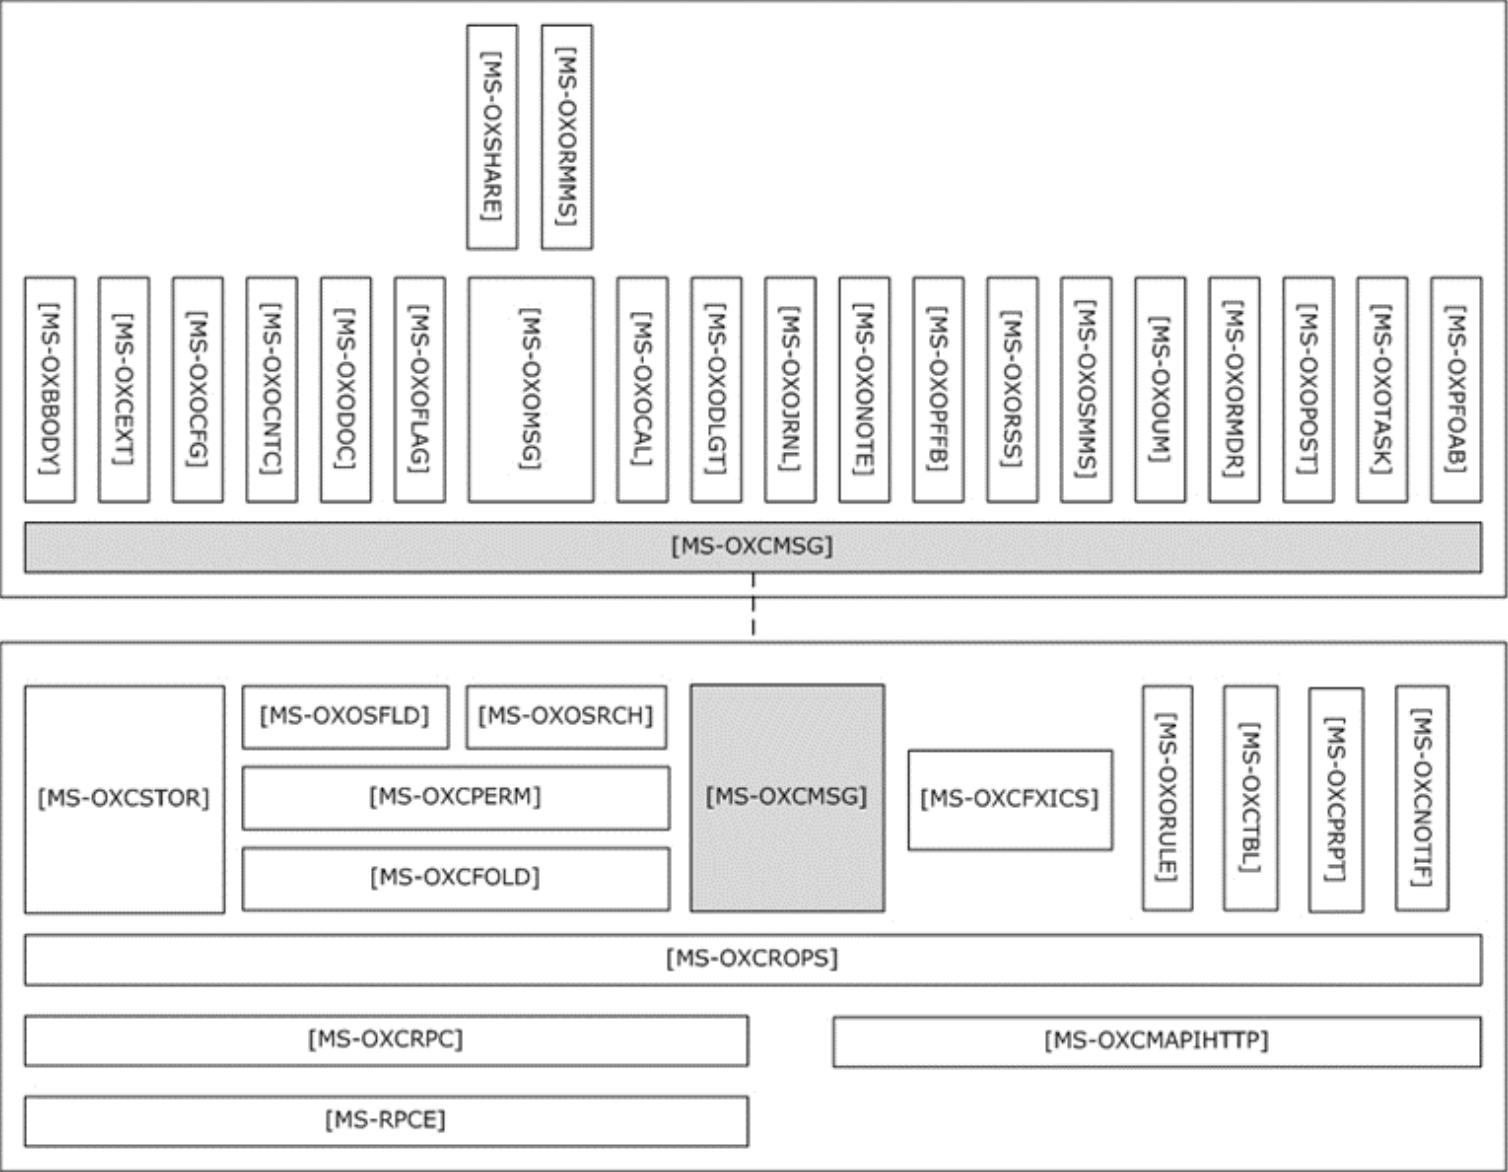 [MS-OXSHARE]
[MS-OXORMMS]
[MS-OXBBODY]
[MS-OXCEXT]
[MS-OXOCFG]
[MS-OXOCNTC]
[MS-OXODOC]
[MS-OXOFLAG]
[MS-OXOMSG]
[MS-OXOCAL]
[MS-OXODLGT]
[MS-OXOJRNL]
[MS-OXONOTE]
[MS-OXOPFFB]
[MS-OXORSS]
[MS-OXOSMMS]
[MS-OXOUM]
[MS-OXORMDR]
[MS-OXOPOST]
[MS-OXOTASK]
[MS-OXPFOAB]
[MS-OXCMSG]
[MS-OXCSTOR]
[MS-OXOSFLD]
[MS-OXOSRCH]
[MS-OXCPERM]
[MS-OXCFOLD]
[MS-OXCMSG]
[MS-OXCFXICS]
[MS-OXORULE]
[MS-OXCTBL]
[MS-OXCPRPT]
[MS-OXCNOTIF]
[MS-OXCROPS]
[MS-OXCRPC]
[MS-OXCMAPIHTTP]
[MS-RPCE]